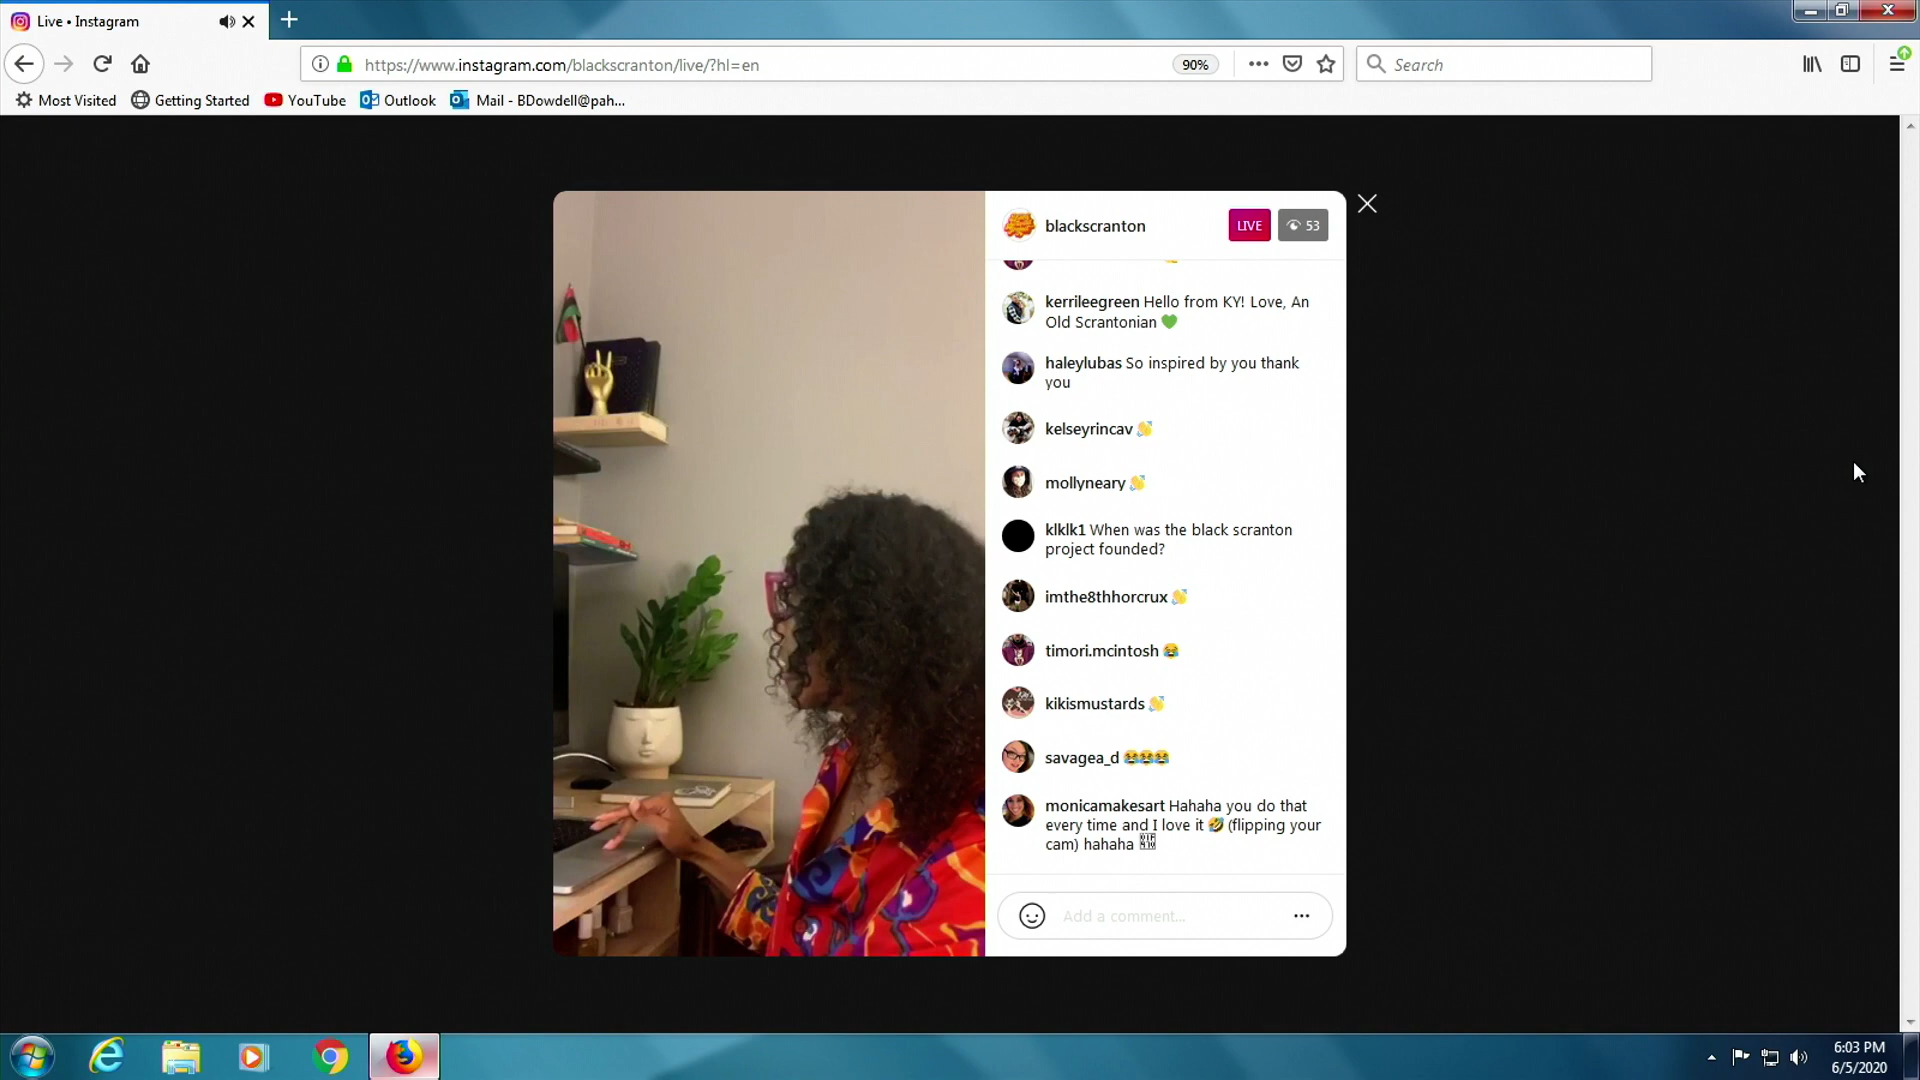 Live • Instagram
https://www.instagram.com/blackscranton/live/?hl=en
90%
Search
Most Visited
Getting Started
YouTube
Outlook
Mail - BDowdell@pah...
blackscranton
LIVE
53
kerrileegreen Hello from KY! Love, An
Old Scrantonian 💚
haleylubas So inspired by you thank
you
kelseyrincav 👏
mollyneary 👏
klklk1 When was the black scranton
project founded?
imthe8thhorcrux 👏
timori.mcintosh 😂
kikismustards 👏
savagea_d 😂😂😂
monicamakesart Hahaha you do that
every time and I love it 🤣 (flipping your
cam) hahaha
Add a comment...
6:03 PM
6/5/2020